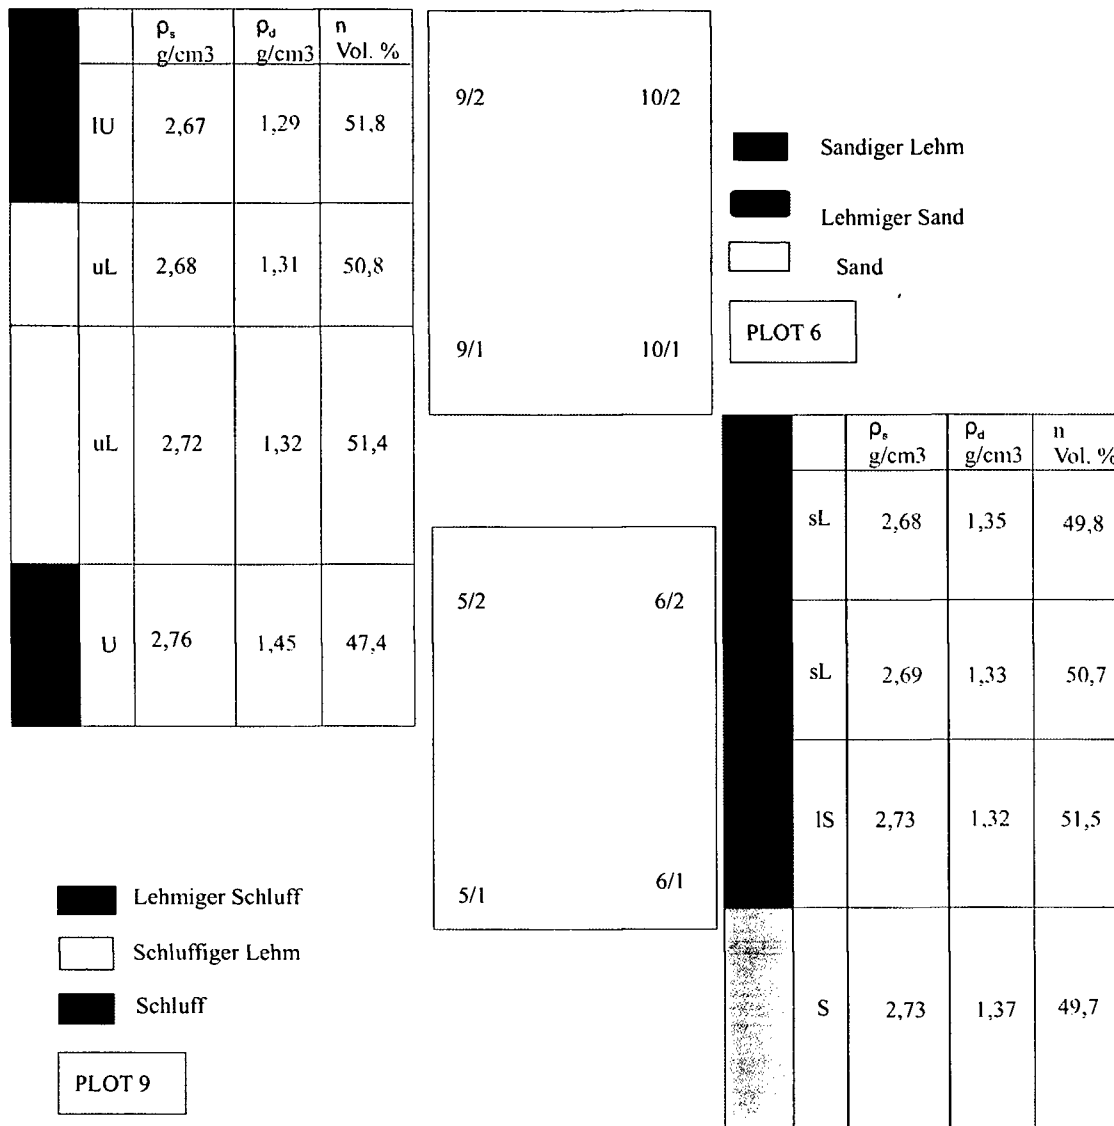 ρs ρd n
g/cm3 g/cm3 Vol. %
lU 2,67 1,29 51,8
uL 2,68 1,31 50,8
uL 2,72 1,32 51,4
U 2,76 1,45 47,4
9/2 10/2
9/1 10/1
Sandiger Lehm
Lehmiger Sand
Sand
PLOT 6
5/2 6/2
5/1 6/1
ρs ρd n
g/cm3 g/cm3 Vol. %
sL 2,68 1,35 49,8
sL 2,69 1,33 50,7
lS 2,73 1,32 51,5
S 2,73 1,37 49,7
Lehmiger Schluff
Schluffiger Lehm
Schluff
PLOT 9